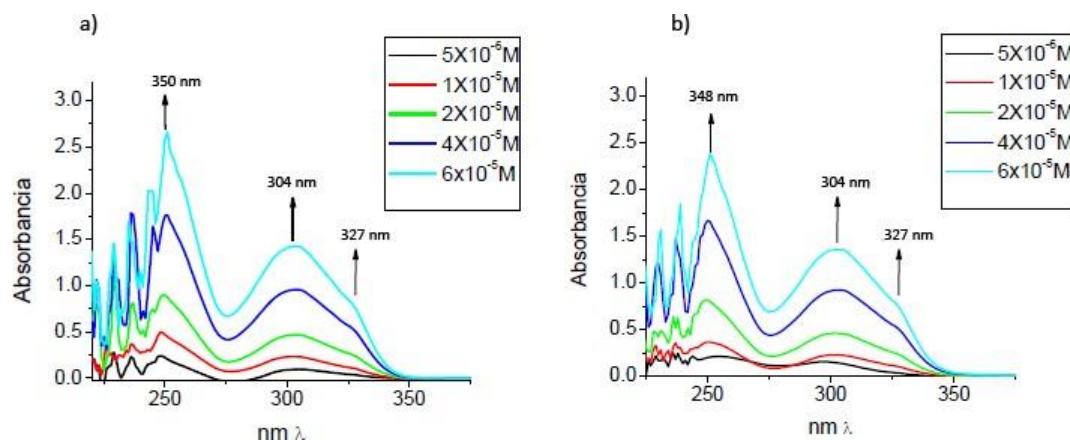 a)
5X10⁻⁶M
1X10⁻⁵M
2X10⁻⁵M
4X10⁻⁵M
6x10⁻⁵M
350 nm
304 nm
327 nm
3.0
2.5
2.0
1.5
1.0
0.5
0.0
Absorbancia
250
300
350
nm λ
b)
5X10⁻⁶M
1X10⁻⁵M
2X10⁻⁵M
4X10⁻⁵M
6x10⁻⁵M
348 nm
304 nm
327 nm
3.0
2.5
2.0
1.5
1.0
0.5
0.0
Absorbancia
250
300
350
nm λ